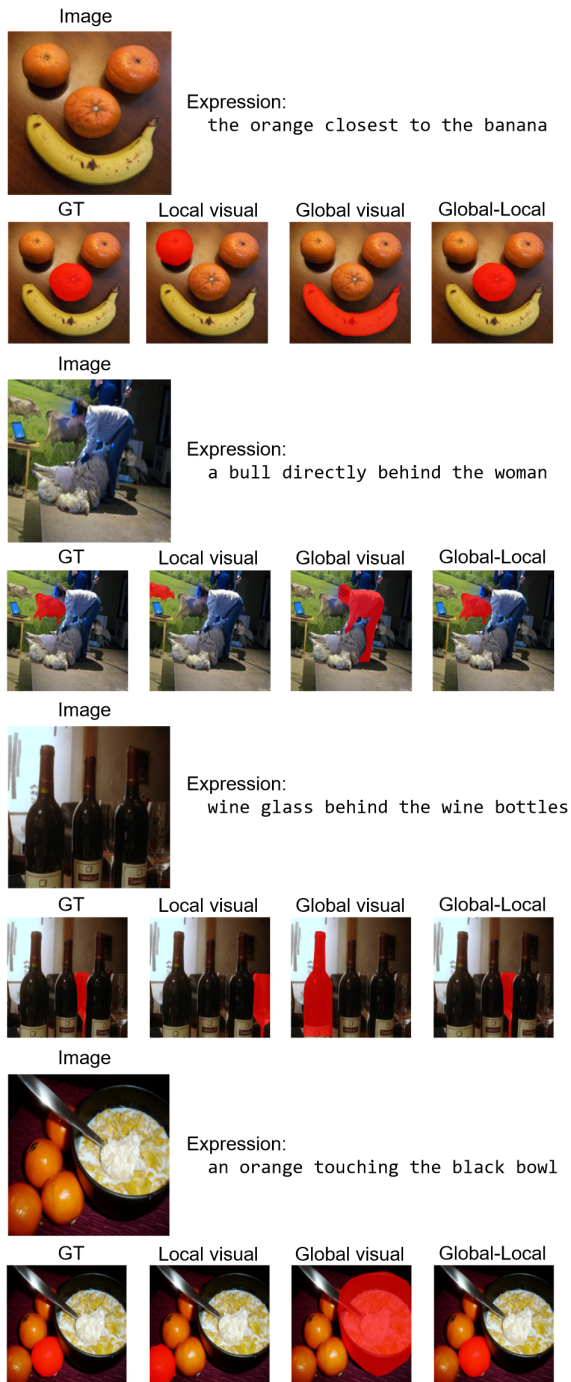 Image
Expression:
the orange closest to the banana
GT Local visual Global visual Global-Local
Image
Expression:
a bull directly behind the woman
GT Local visual Global visual Global-Local
Image
Expression:
wine glass behind the wine bottles
GT Local visual Global visual Global-Local
Image
Expression:
an orange touching the black bowl
GT Local visual Global visual Global-Local